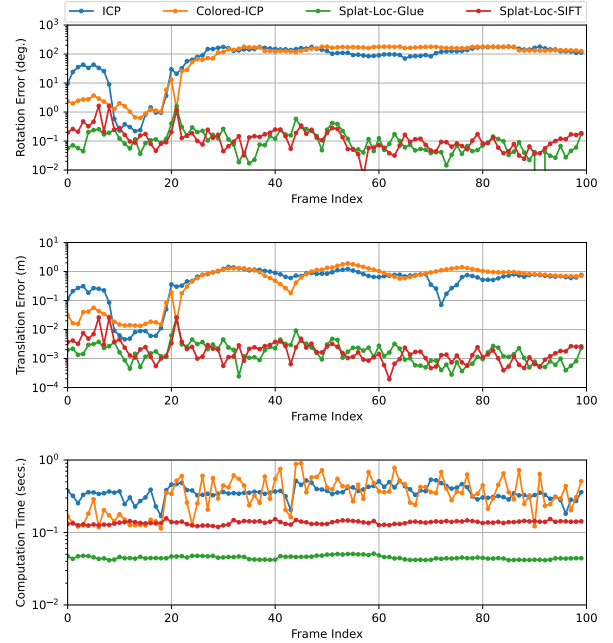 ICP Colored-ICP Splat-Loc-Glue Splat-Loc-SIFT
Rotation Error (deg.)
10³
10²
10¹
10⁰
10⁻¹
10⁻²
0 20 40 60 80 100
Frame Index
Translation Error (m)
10¹
10⁰
10⁻¹
10⁻²
10⁻³
10⁻⁴
0 20 40 60 80 100
Frame Index
Computation Time (secs.)
10⁰
10⁻¹
10⁻²
0 20 40 60 80 100
Frame Index